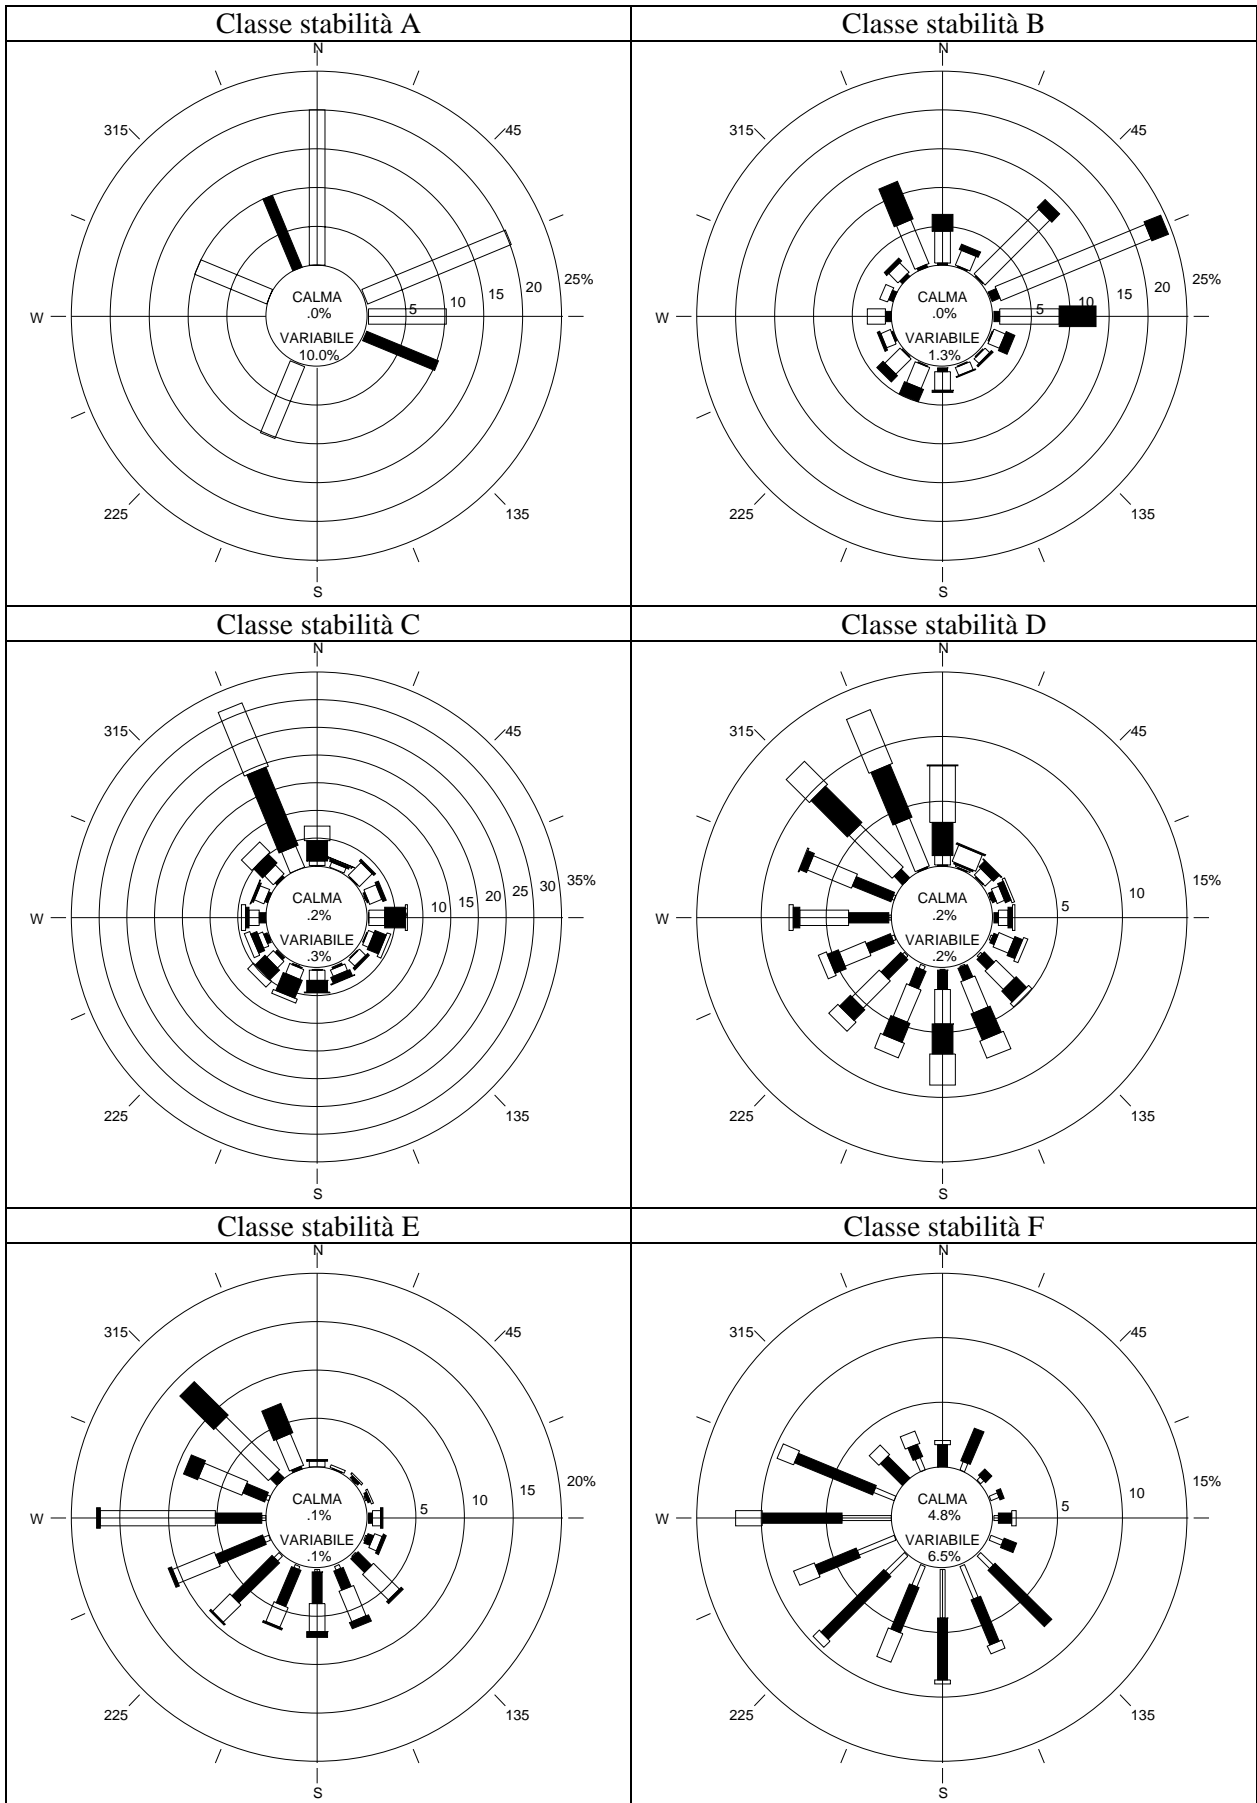 Classe stabilità A
N
315
45
25%
20
15
10
5
CALMA
.0%
VARIABILE
10.0%
W
225
135
S
Classe stabilità B
N
315
45
25%
20
15
10
5
CALMA
.0%
VARIABILE
1.3%
W
225
135
S
Classe stabilità C
N
315
45
35%
30
25
20
15
10
CALMA
.2%
VARIABILE
.3%
W
225
135
S
Classe stabilità D
N
315
45
15%
10
5
CALMA
.2%
VARIABILE
.2%
W
225
135
S
Classe stabilità E
N
315
45
20%
15
10
5
CALMA
.1%
VARIABILE
.1%
W
225
135
S
Classe stabilità F
N
315
45
15%
10
5
CALMA
4.8%
VARIABILE
6.5%
W
225
135
S